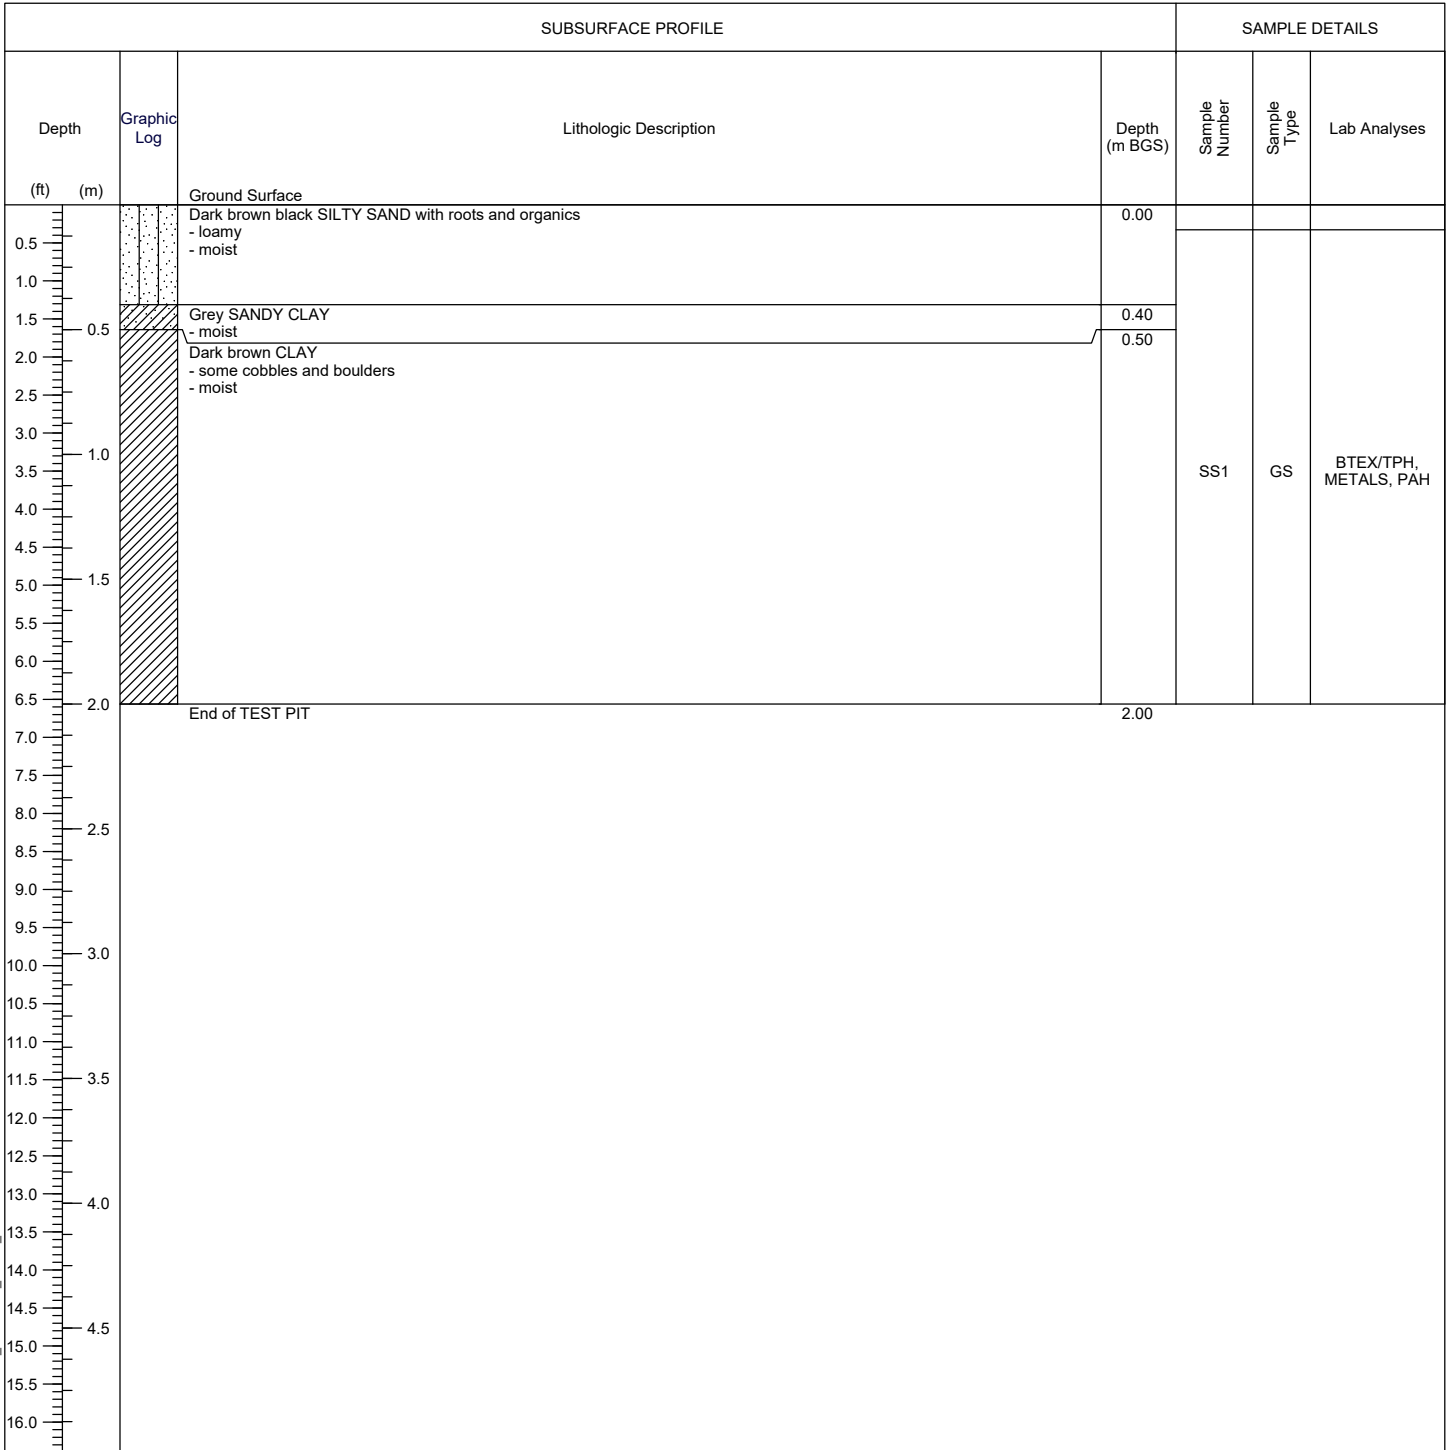 SUBSURFACE PROFILE
SAMPLE DETAILS
Depth
(ft)
(m)
Graphic
Log
Lithologic Description
Depth
(m BGS)
Sample
Number
Sample
Type
Lab Analyses
Ground Surface
Dark brown black SILTY SAND with roots and organics
- loamy
- moist
0.00
Grey SANDY CLAY
- moist
0.40
Dark brown CLAY
- some cobbles and boulders
- moist
0.50
SS1
GS
BTEX/TPH,
METALS, PAH
End of TEST PIT
2.00
0.5
1.0
1.5
2.0
2.5
3.0
3.5
4.0
4.5
5.0
5.5
6.0
6.5
7.0
7.5
8.0
8.5
9.0
9.5
10.0
10.5
11.0
11.5
12.0
12.5
13.0
13.5
14.0
14.5
15.0
15.5
16.0
0.5
1.0
1.5
2.0
2.5
3.0
3.5
4.0
4.5